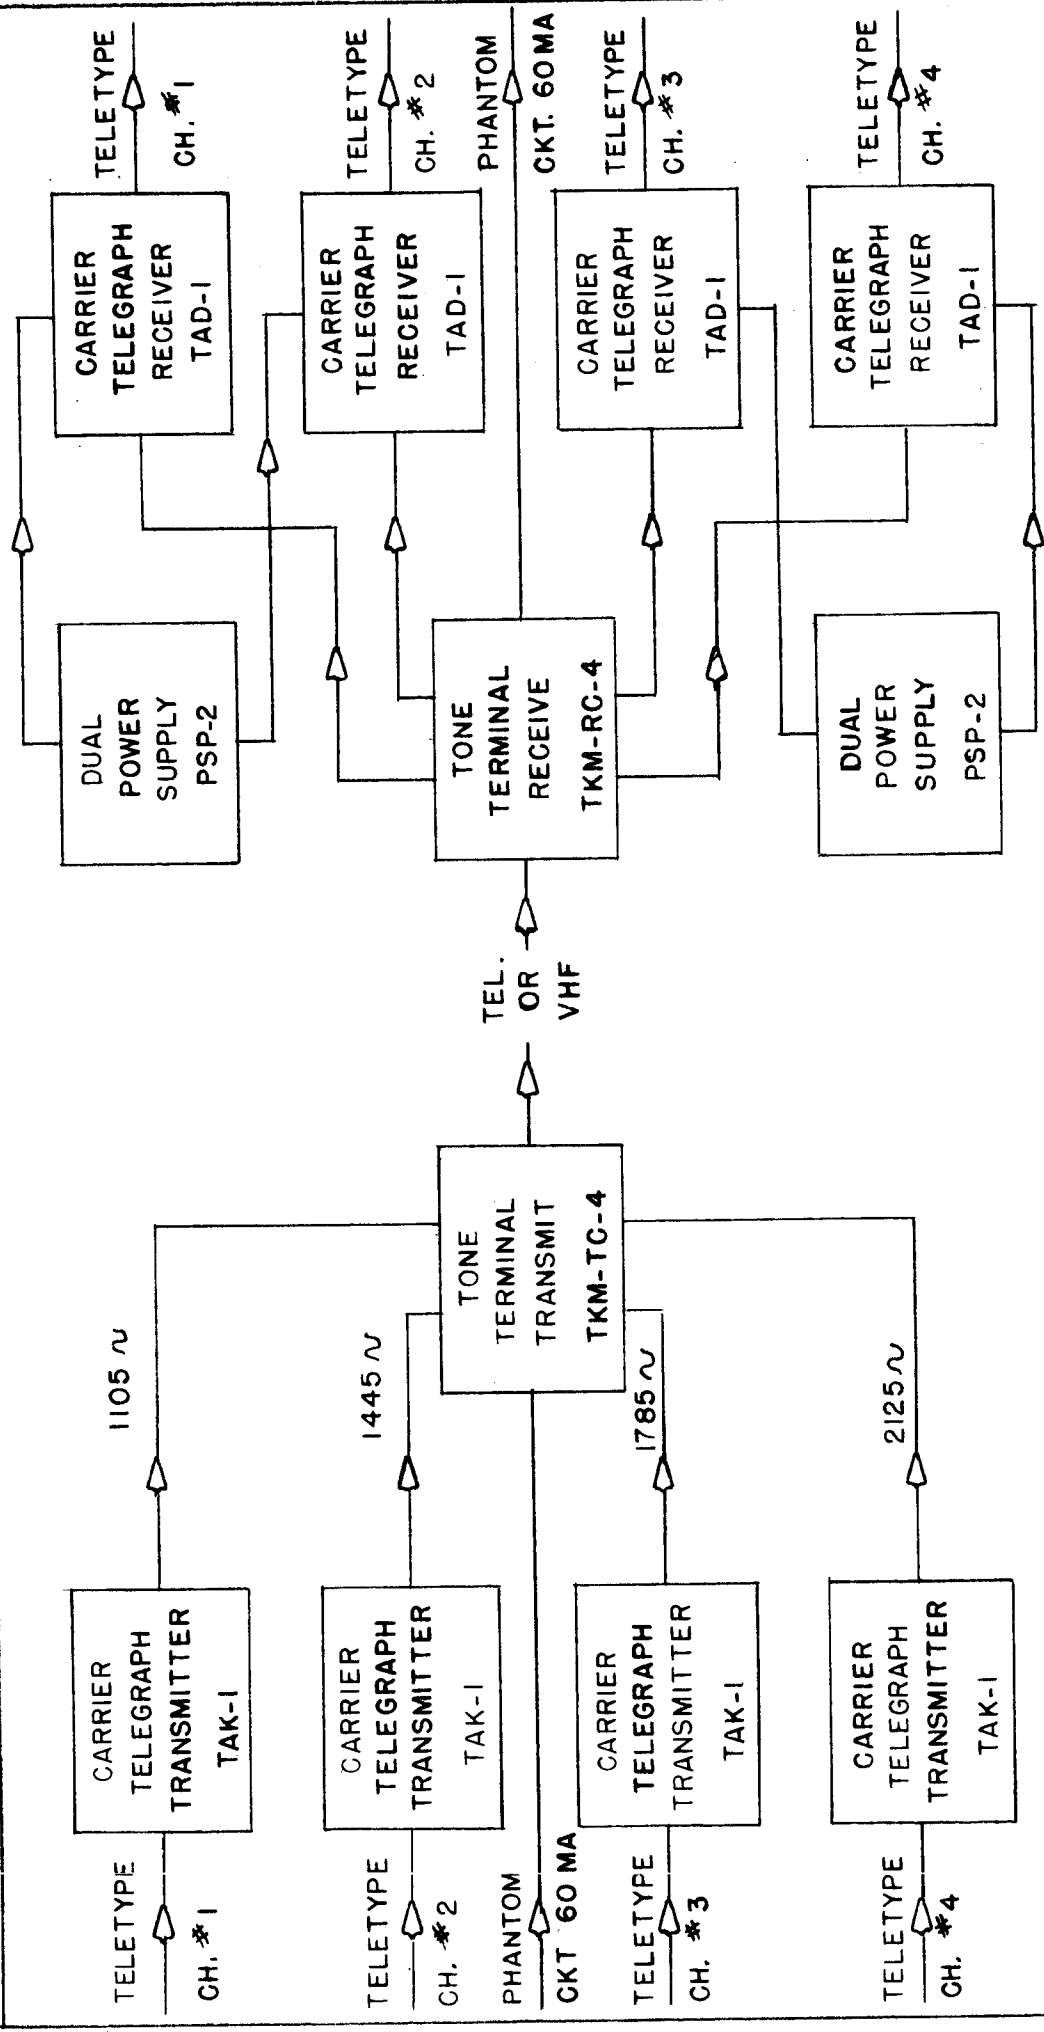 TELETYPE
CH. #1
CARRIER
TELEGRAPH
TRANSMITTER
TAK-1
1105~
TELETYPE
CH. #2
CARRIER
TELEGRAPH
TRANSMITTER
TAK-1
1445~
PHANTOM
CKT 60 MA
TELETYPE
CH. #3
CARRIER
TELEGRAPH
TRANSMITTER
TAK-1
1785~
TELETYPE
CH. #4
CARRIER
TELEGRAPH
TRANSMITTER
TAK-1
2125~
TONE
TERMINAL
TRANSMIT
TKM-TC-4
TEL.
OR
VHF
TONE
TERMINAL
RECEIVE
TKM-RC-4
DUAL
POWER
SUPPLY
PSP-2
DUAL
POWER
SUPPLY
PSP-2
CARRIER
TELEGRAPH
RECEIVER
TAD-1
TELETYPE
CH. #1
CARRIER
TELEGRAPH
RECEIVER
TAD-1
TELETYPE
CH. #2
PHANTOM
CKT. 60 MA
CARRIER
TELEGRAPH
RECEIVER
TAD-1
TELETYPE
CH. #3
CARRIER
TELEGRAPH
RECEIVER
TAD-1
TELETYPE
CH. #4